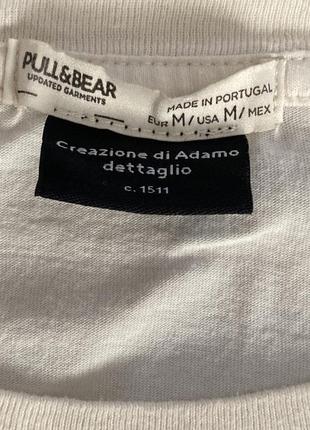 PULL&BEAR
UPDATED GARMENTS
MADE IN PORTUGAL
EUR M/USA M/MEX
Creazione di Adamo
dettaglio
c. 1511